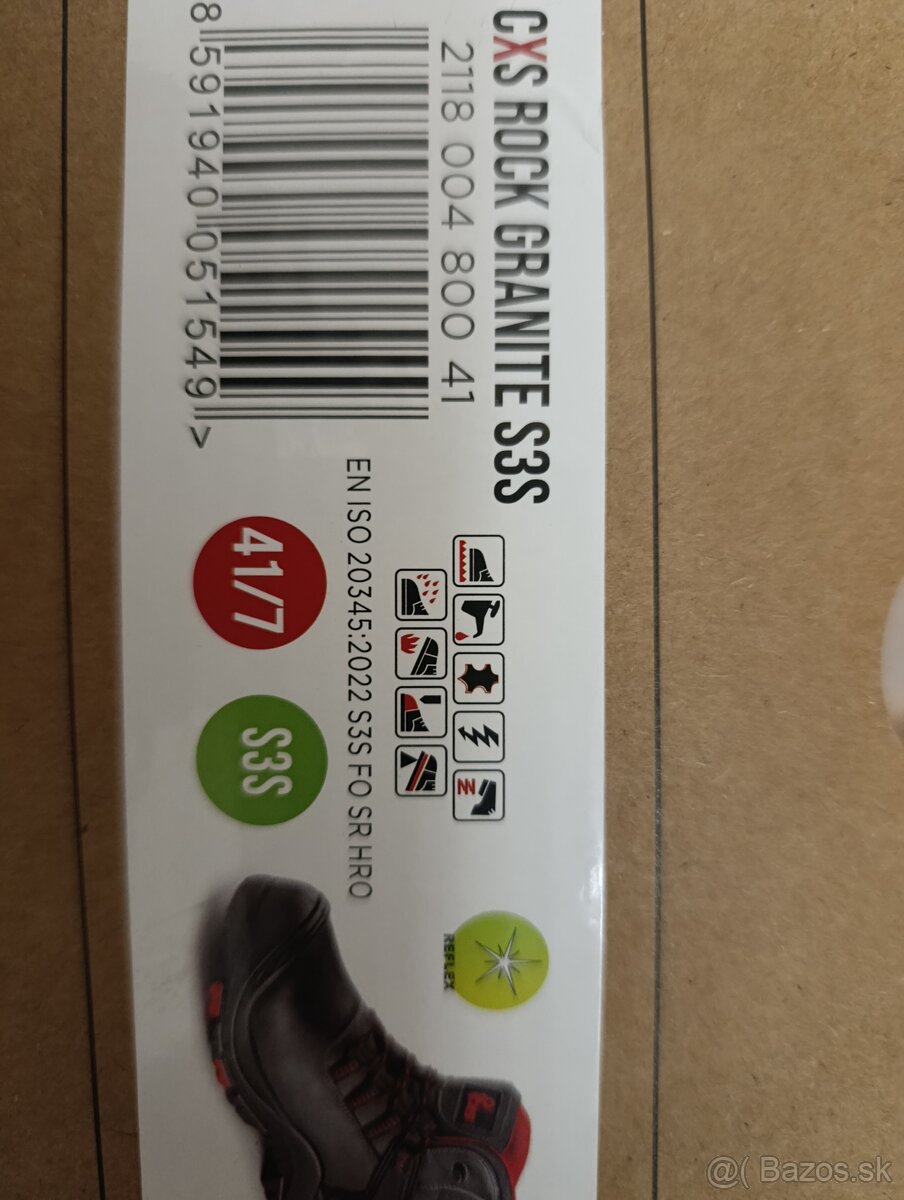 CXS ROCK GRANITE S3S
2118 004 800 41
8 591940 051549 >
EN ISO 20345:2022 S3S FO SR HRO
41/7
S3S
REFLEX
@( Bazos.sk